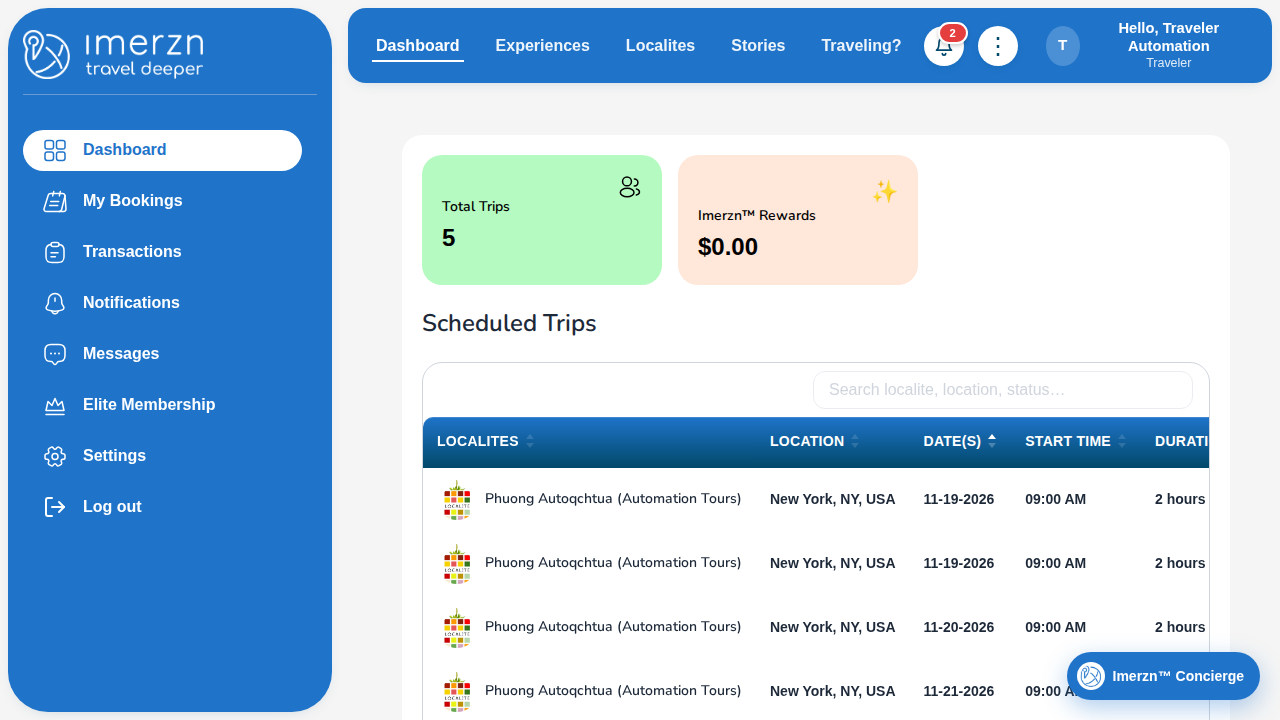 imerzn
travel deeper
Dashboard
My Bookings
Transactions
Notifications
Messages
Elite Membership
Settings
Log out
Dashboard Experiences Localites Stories Traveling?
2
T
Hello, Traveler
Automation
Traveler
Total Trips
5
Imerzn™ Rewards
$0.00
Scheduled Trips
Search localite, location, status…
LOCALITES LOCATION DATE(S) START TIME DURATI
LOCALITE
Phuong Autoqchtua (Automation Tours) New York, NY, USA 11-19-2026 09:00 AM 2 hours
LOCALITE
Phuong Autoqchtua (Automation Tours) New York, NY, USA 11-19-2026 09:00 AM 2 hours
LOCALITE
Phuong Autoqchtua (Automation Tours) New York, NY, USA 11-20-2026 09:00 AM 2 hours
LOCALITE
Phuong Autoqchtua (Automation Tours) New York, NY, USA 11-21-2026 09:00 A
Imerzn™ Concierge